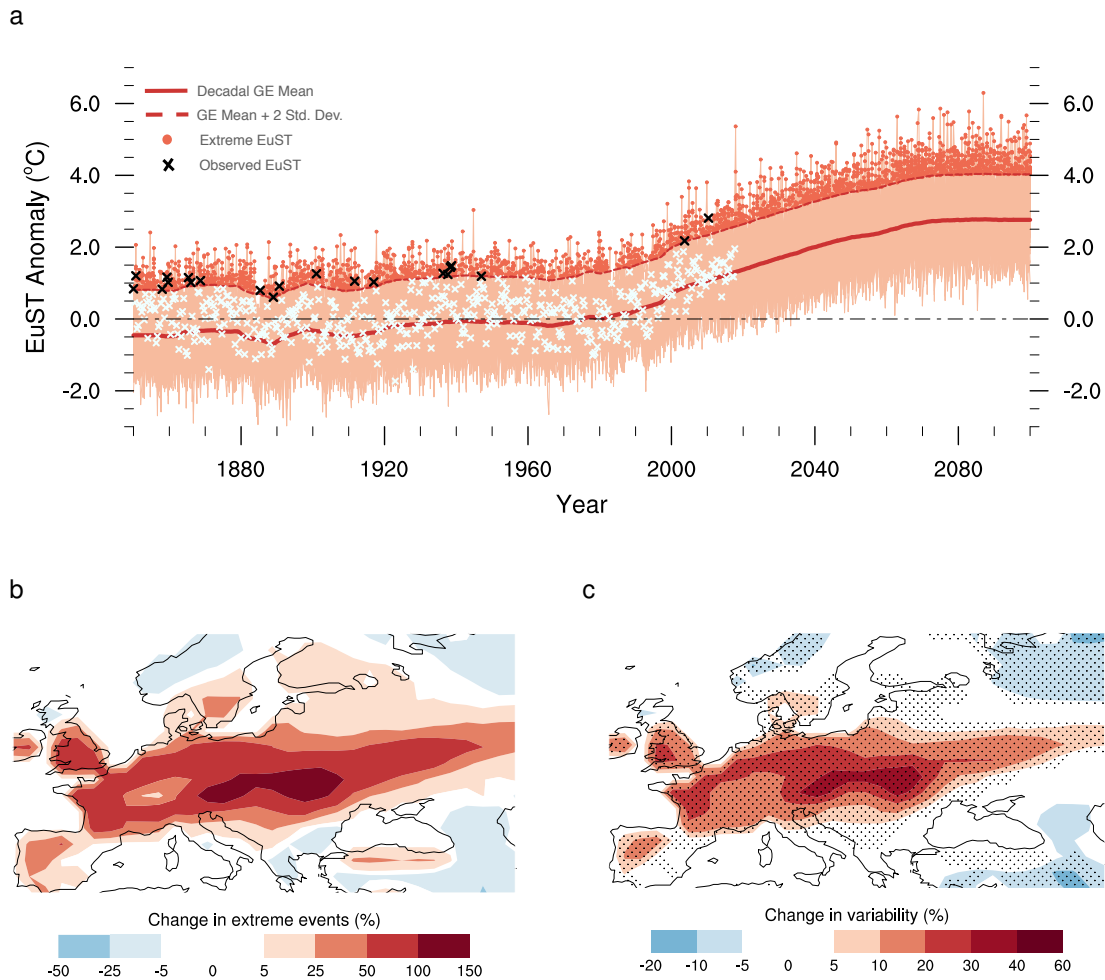 a
6.0
4.0
2.0
0.0
-2.0
EuST Anomaly (°C)
Decadal GE Mean
GE Mean + 2 Std. Dev.
Extreme EuST
Observed EuST
6.0
4.0
2.0
0.0
-2.0
1880 1920 1960 2000 2040 2080
Year
b
Change in extreme events (%)
-50 -25 -5 0 5 25 50 100 150
c
Change in variability (%)
-20 -10 -5 0 5 10 20 30 40 60